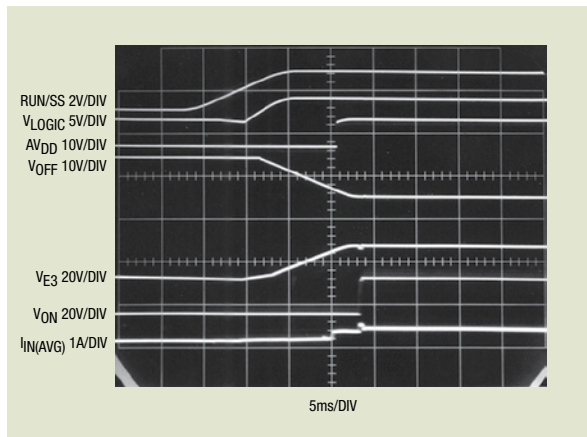 RUN/SS 2V/DIV
VLOGIC 5V/DIV
AVDD 10V/DIV
VOFF 10V/DIV
VE3 20V/DIV
VON 20V/DIV
IIN(AVG) 1A/DIV
5ms/DIV